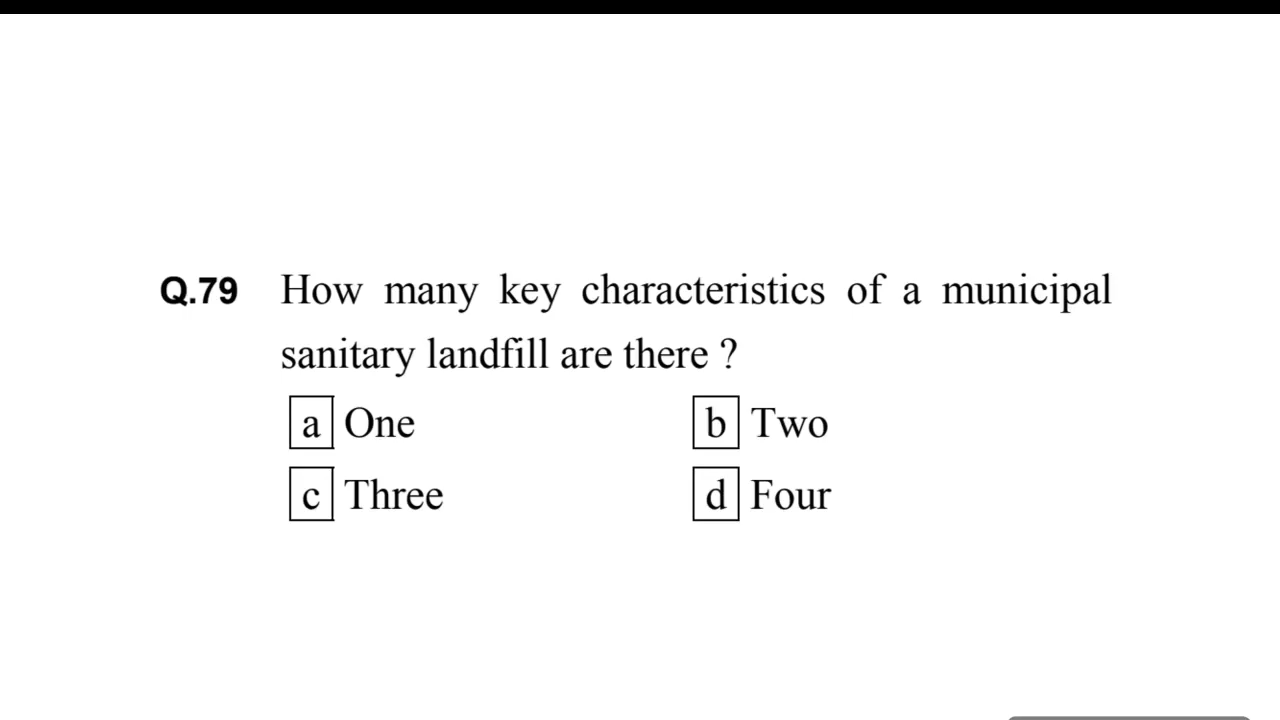 Q.79 How many key characteristics of a municipal
sanitary landfill are there ?
a One b Two
c Three d Four